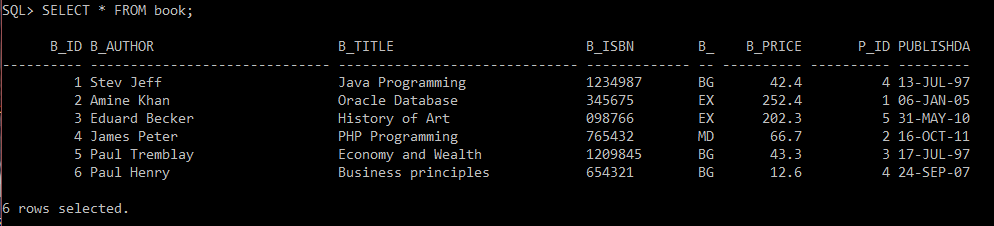 SQL> SELECT * FROM book;
B_ID B_AUTHOR B_TITLE B_ISBN B_ B_PRICE P_ID PUBLISHDA
---------- ------------------------------ ------------------------------ ------------- -- ---------- ---------- ---------
1 Stev Jeff Java Programming 1234987 BG 42.4 4 13-JUL-97
2 Amine Khan Oracle Database 345675 EX 252.4 1 06-JAN-05
3 Eduard Becker History of Art 098766 EX 202.3 5 31-MAY-10
4 James Peter PHP Programming 765432 MD 66.7 2 16-OCT-11
5 Paul Tremblay Economy and Wealth 1209845 BG 43.3 3 17-JUL-97
6 Paul Henry Business principles 654321 BG 12.6 4 24-SEP-07
6 rows selected.